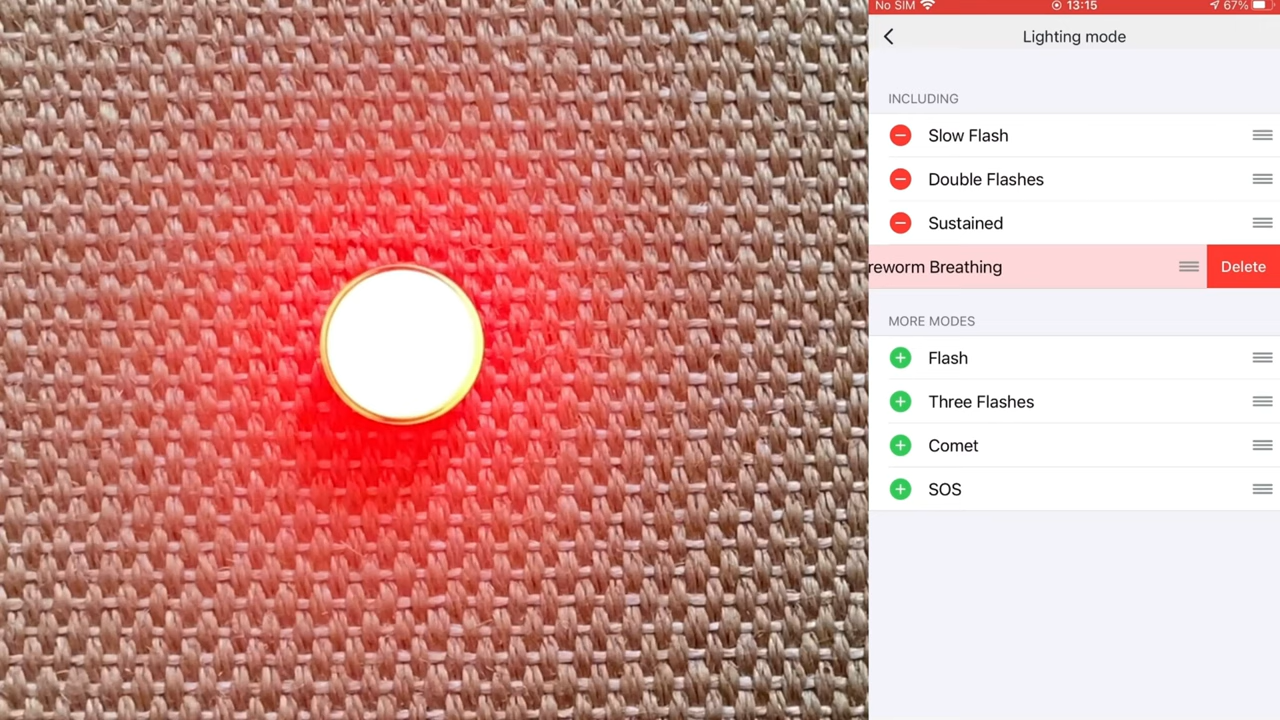 No SIM 13:15 67%
Lighting mode
INCLUDING
Slow Flash
Double Flashes
Sustained
reworm Breathing Delete
MORE MODES
Flash
Three Flashes
Comet
SOS